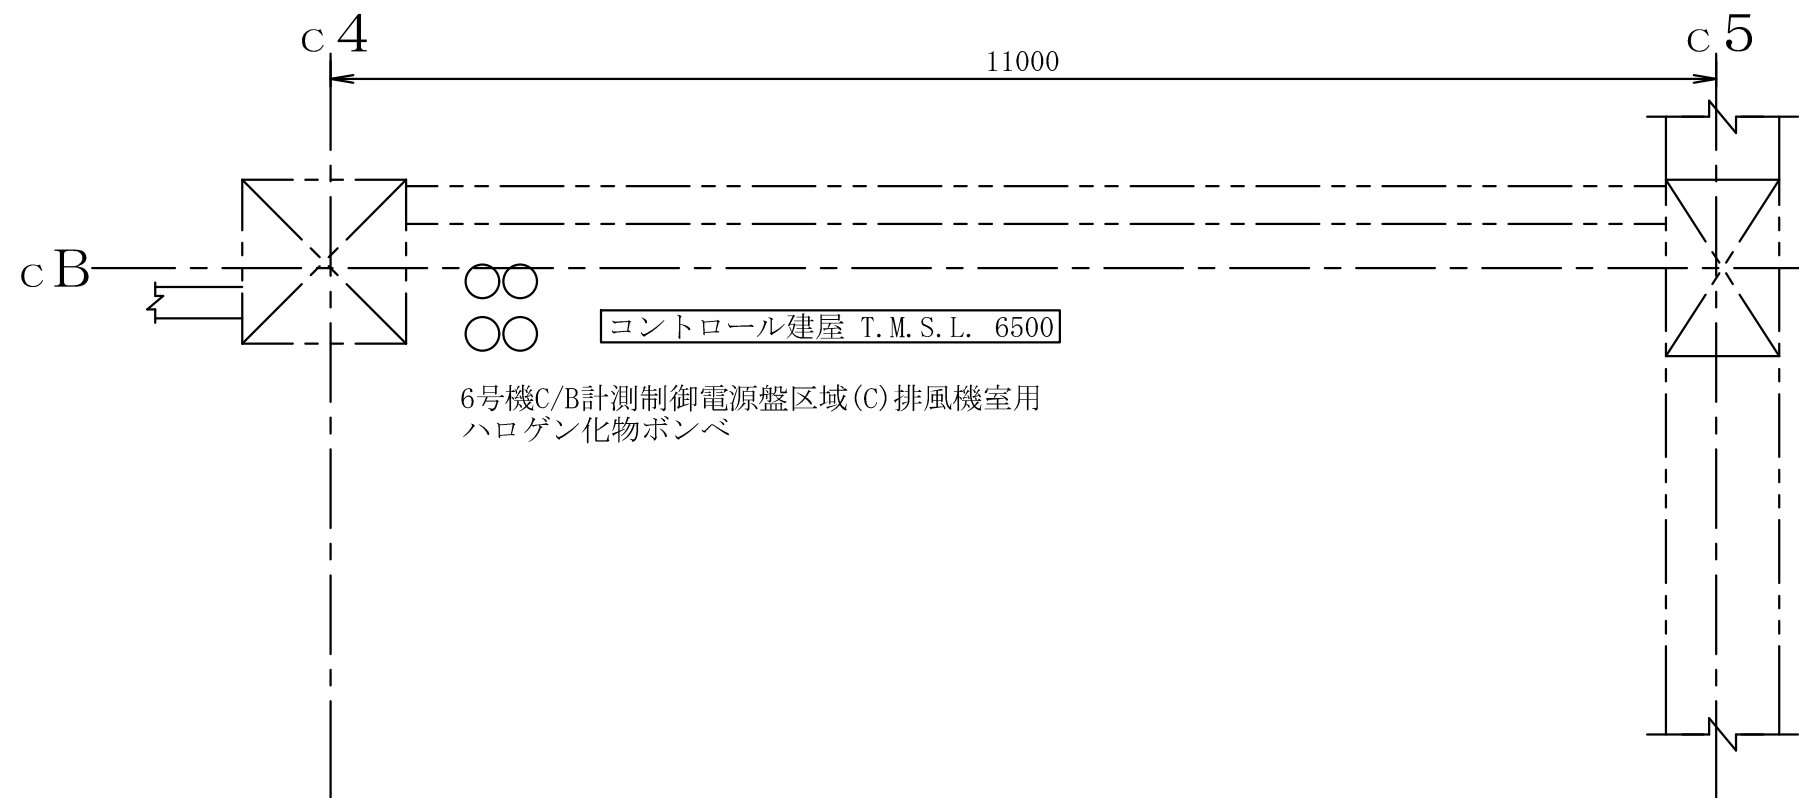 C4
C5
11000
CB
コントロール建屋 T.M.S.L. 6500
6号機C/B計測制御電源盤区域(C)排風機室用
ハロゲン化物ボンベ